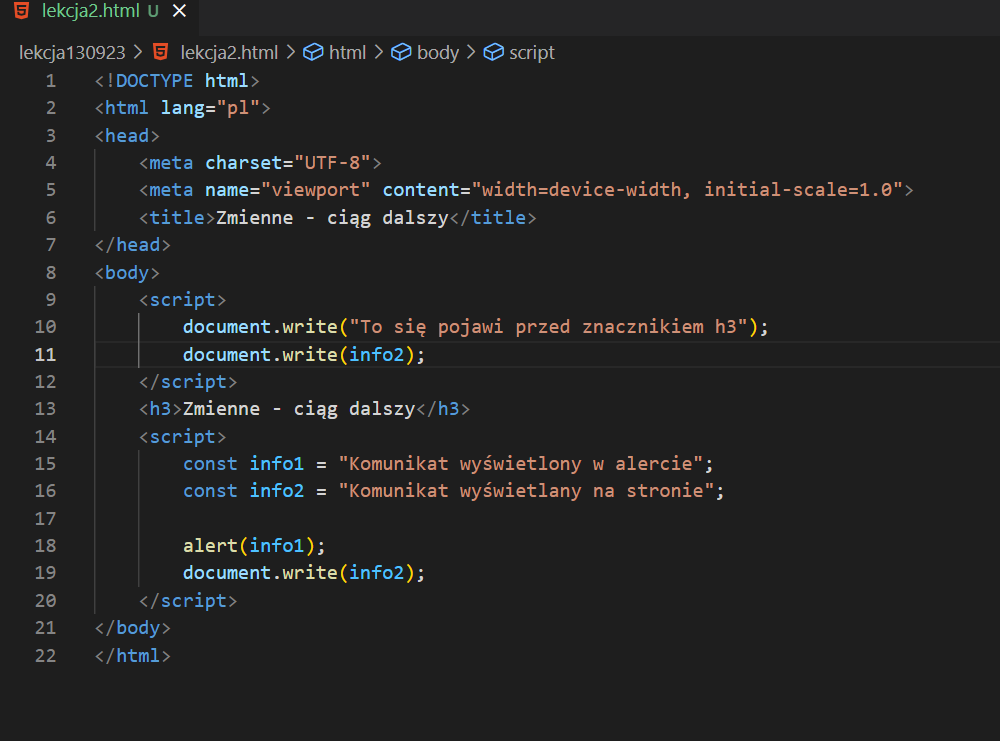 lekcja2.html U
lekcja130923 > lekcja2.html > html > body > script
1 <!DOCTYPE html>
2 <html lang="pl">
3 <head>
4     <meta charset="UTF-8">
5     <meta name="viewport" content="width=device-width, initial-scale=1.0">
6     <title>Zmienne - ciąg dalszy</title>
7 </head>
8 <body>
9     <script>
10         document.write("To się pojawi przed znacznikiem h3");
11         document.write(info2);
12     </script>
13     <h3>Zmienne - ciąg dalszy</h3>
14     <script>
15         const info1 = "Komunikat wyświetlony w alercie";
16         const info2 = "Komunikat wyświetlany na stronie";
17
18         alert(info1);
19         document.write(info2);
20     </script>
21 </body>
22 </html>